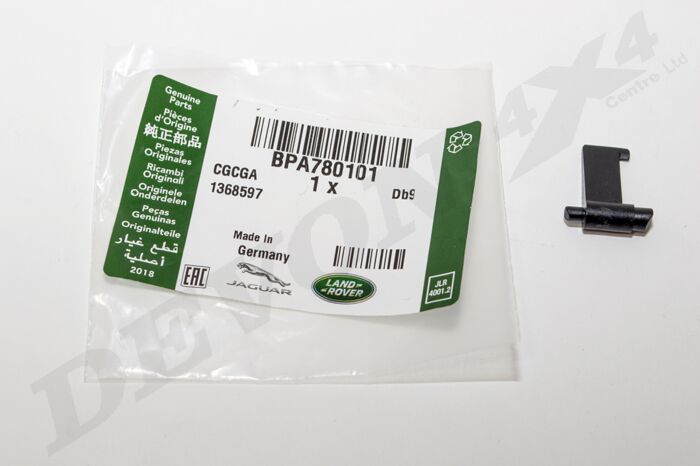 Genuine
Parts
Pièces
d'Origine
純正部品
Piezas
Originales
Ricambi
Originali
Originele
Onderdelen
Peças
Genuinas
Originalteile
قطع غيار
أصلية
2018
BPA780101
1 x
CGCGA
1368597
Db9
Made In
Germany
EAC
JAGUAR
LAND-
ROVER
JLR
4001.2
DEVON 4X4
Centre Ltd